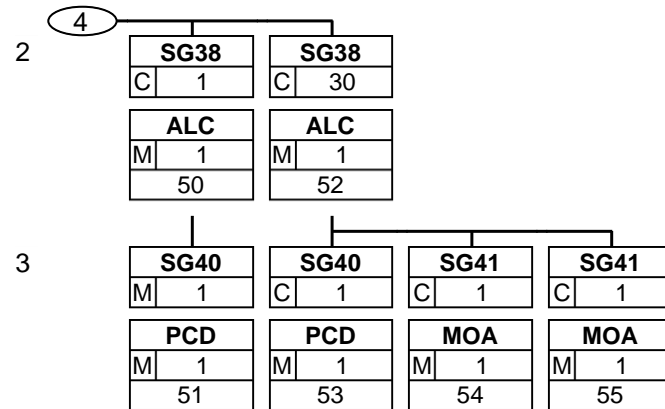 4
2
SG38 SG38
C 1 C 30
ALC ALC
M 1 M 1
50 52
3
SG40 SG40 SG41 SG41
M 1 C 1 C 1 C 1
PCD PCD MOA MOA
M 1 M 1 M 1 M 1
51 53 54 55